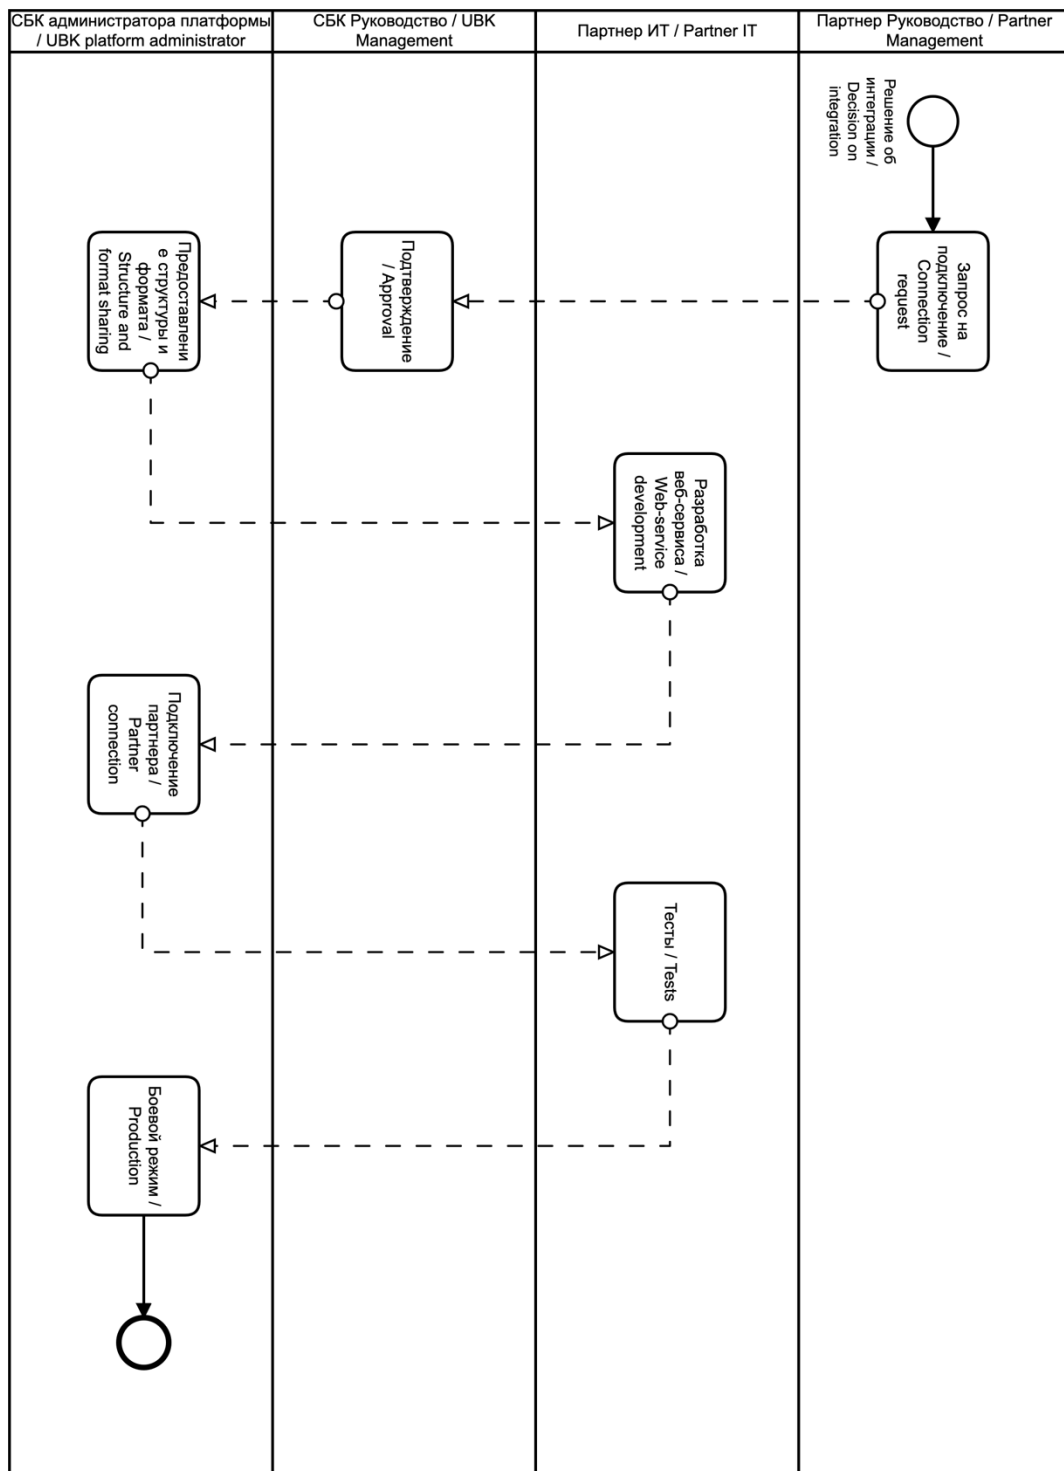 СБК администратора платформы
/ UBK platform administrator
СБК Руководство / UBK
Management
Партнер ИТ / Partner IT
Партнер Руководство / Partner
Management
Решение об
интеграции /
Decision on
integration
Запрос на
подключение /
Connection
request
Подтверждение
/ Approval
Предоставлени
е структуры и
формата /
Structure and
format sharing
Разработка
веб-сервиса /
Web-service
development
Подключение
партнера /
Partner
connection
Тесты / Tests
Боевой режим /
Production